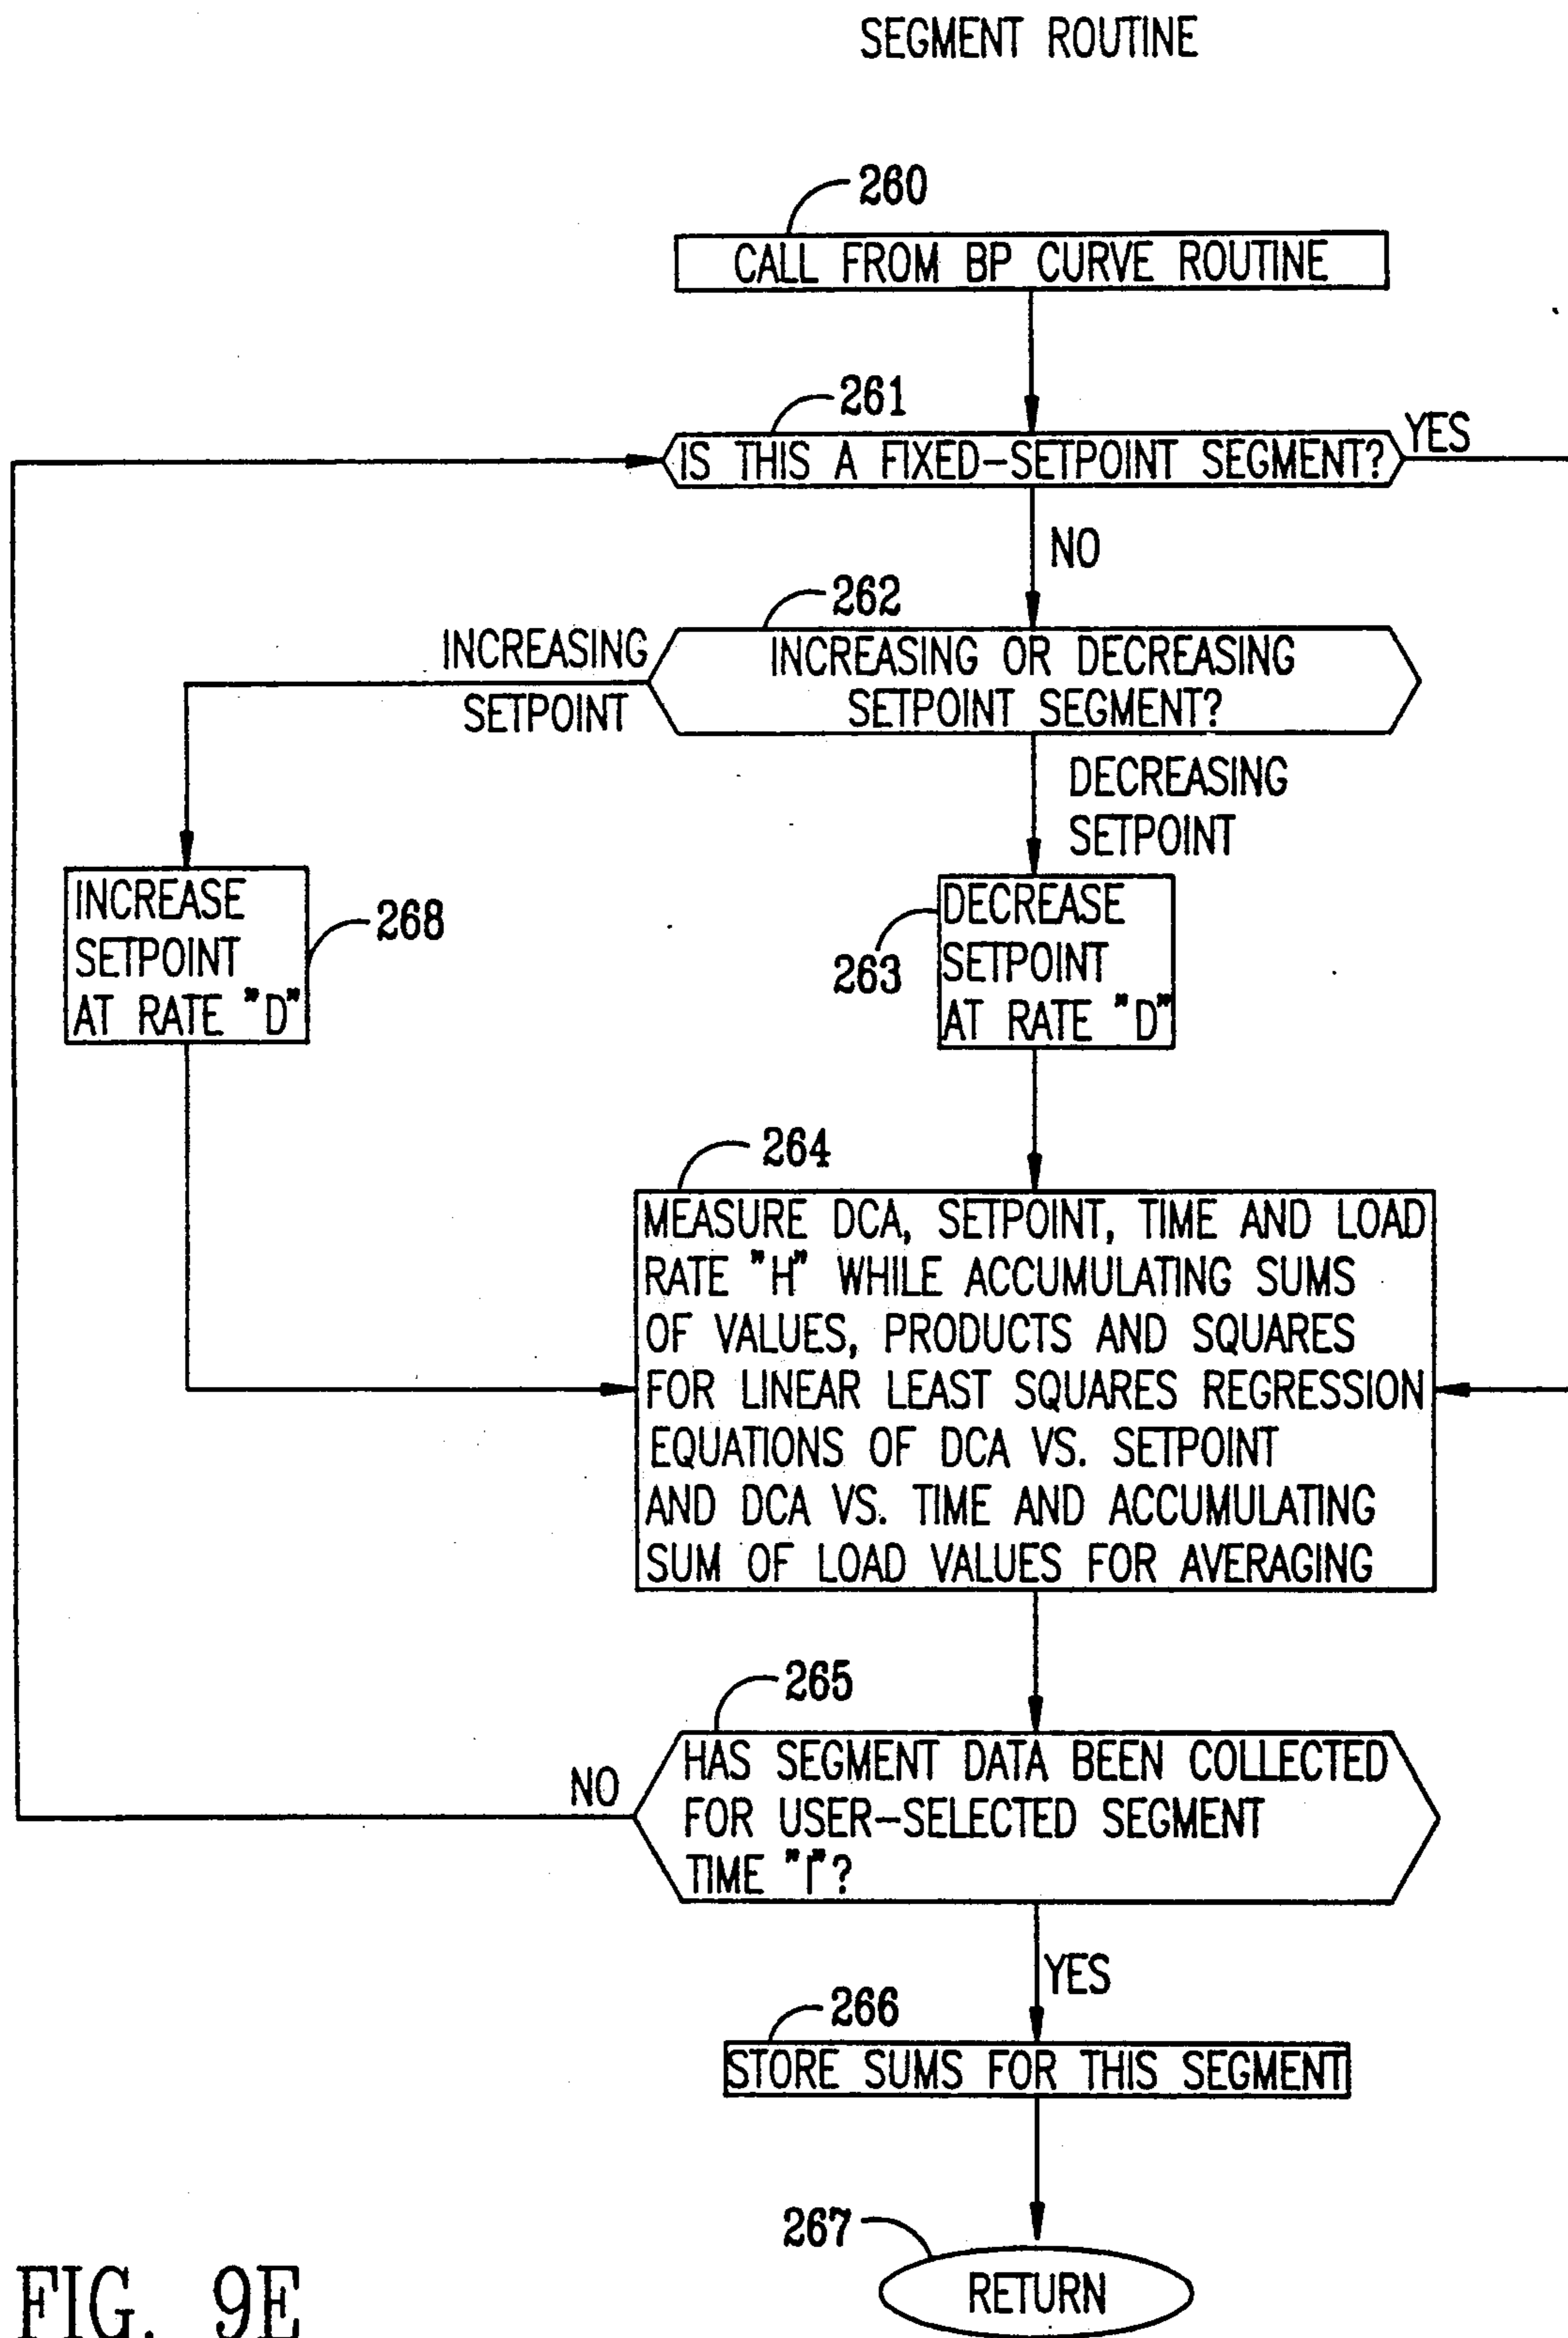 SEGMENT ROUTINE
260
CALL FROM BP CURVE ROUTINE
261
IS THIS A FIXED-SETPOINT SEGMENT?
YES
NO
262
INCREASING
SETPOINT
INCREASING OR DECREASING
SETPOINT SEGMENT?
DECREASING
SETPOINT
INCREASE
SETPOINT
AT RATE "D"
268
263
DECREASE
SETPOINT
AT RATE "D"
264
MEASURE DCA, SETPOINT, TIME AND LOAD
RATE "H" WHILE ACCUMULATING SUMS
OF VALUES, PRODUCTS AND SQUARES
FOR LINEAR LEAST SQUARES REGRESSION
EQUATIONS OF DCA VS. SETPOINT
AND DCA VS. TIME AND ACCUMULATING
SUM OF LOAD VALUES FOR AVERAGING
265
NO
HAS SEGMENT DATA BEEN COLLECTED
FOR USER-SELECTED SEGMENT
TIME "I"?
YES
266
STORE SUMS FOR THIS SEGMENT
267
RETURN
FIG. 9E